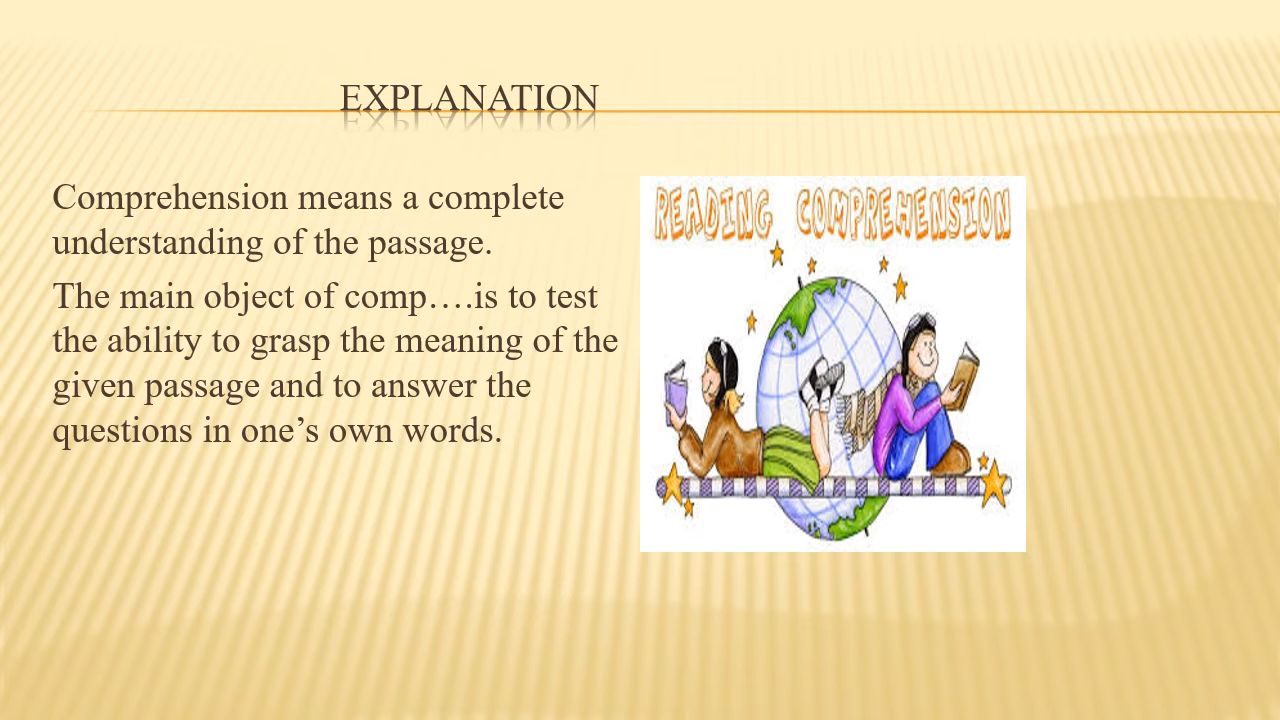 EXPLANATION
Comprehension means a complete
understanding of the passage.
The main object of comp….is to test
the ability to grasp the meaning of the
given passage and to answer the
questions in one’s own words.
READING COMPREHENSION